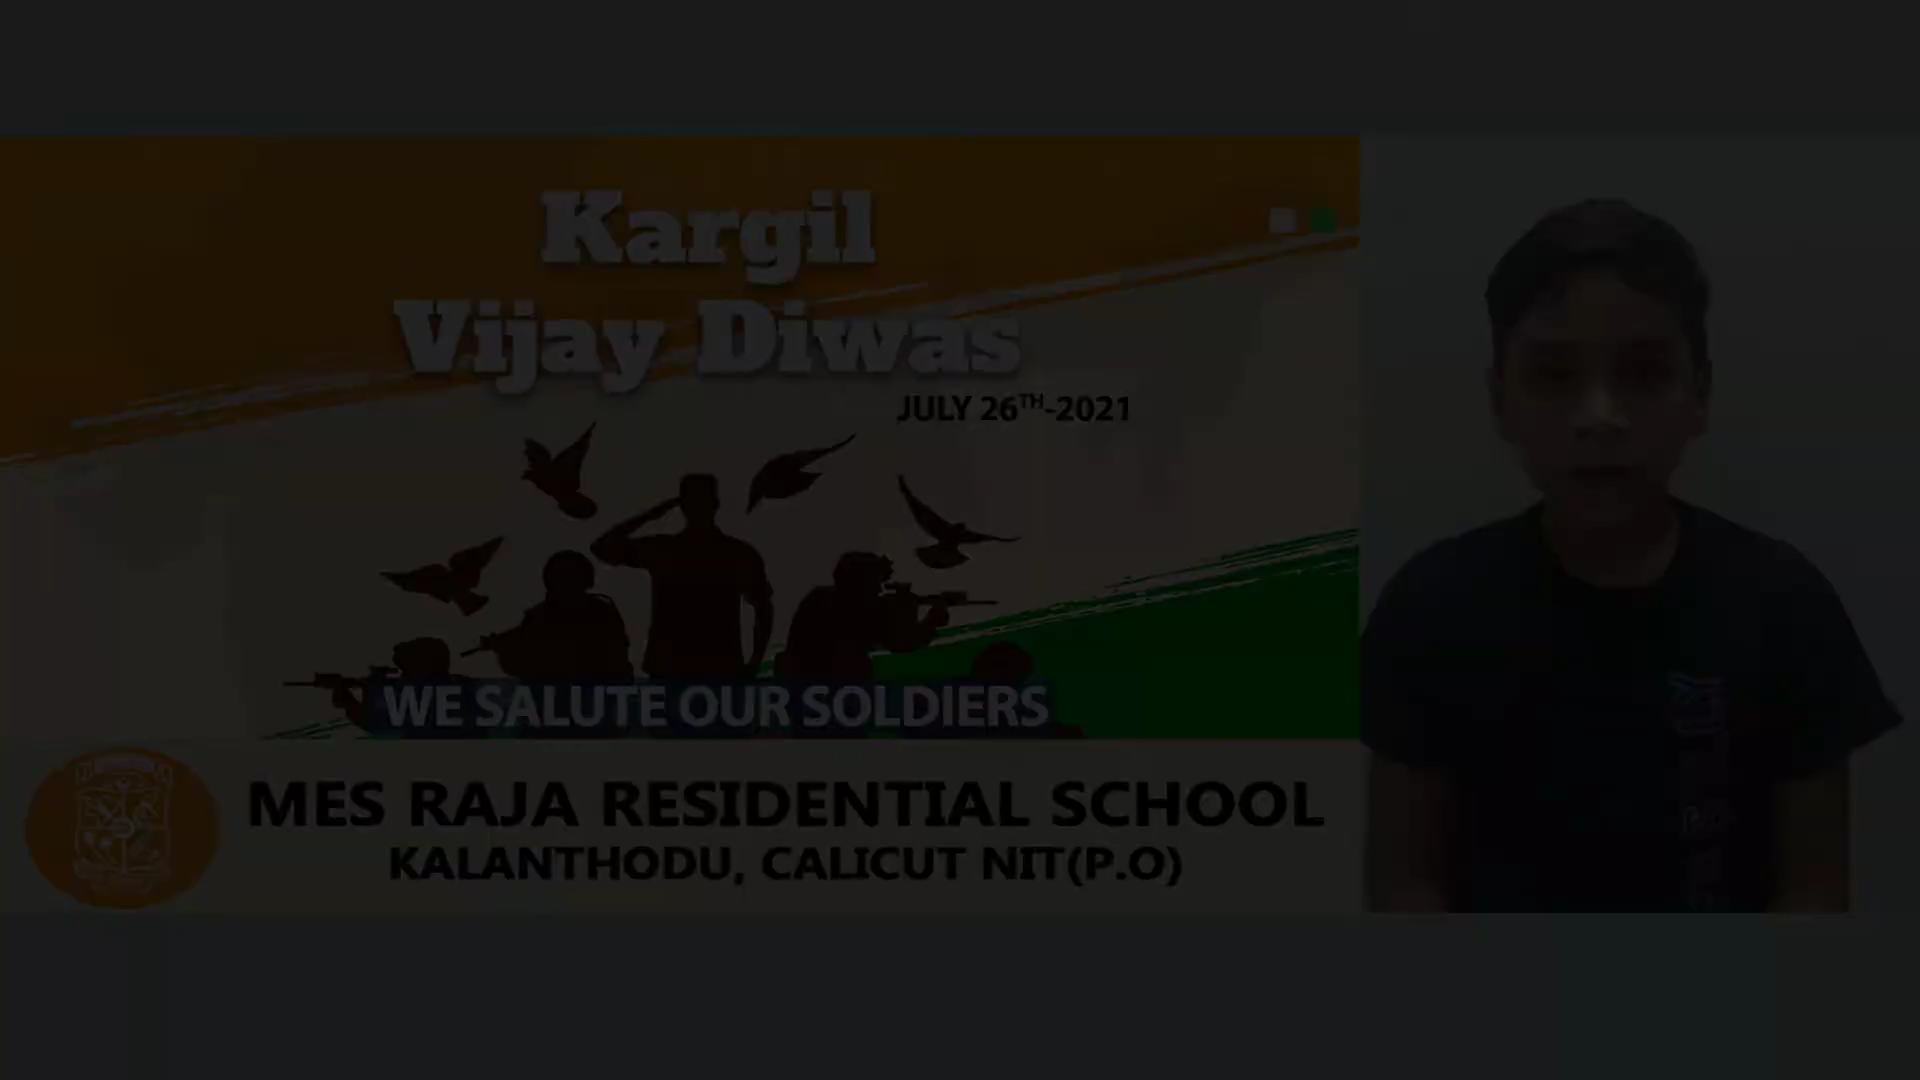 Kargil
Vijay Diwas
JULY 26TH-2021
WE SALUTE OUR SOLDIERS
MES RAJA RESIDENTIAL SCHOOL
KALANTHODU, CALICUT NIT(P.O)